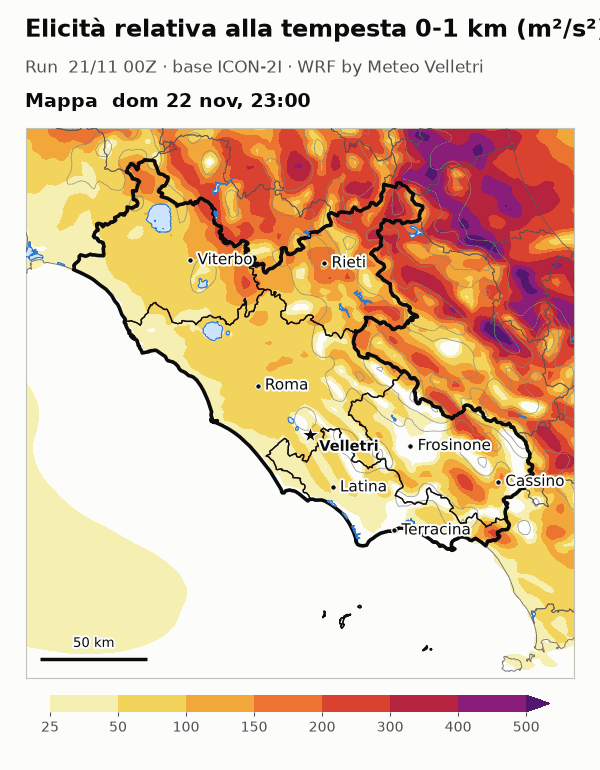 Elicità relativa alla tempesta 0-1 km (m²/s²)
Run 21/11 00Z · base ICON-2I · WRF by Meteo Velletri
Mappa dom 22 nov, 23:00
Viterbo
Rieti
Roma
Velletri
Frosinone
Latina
Cassino
Terracina
50 km
25 50 100 150 200 300 400 500